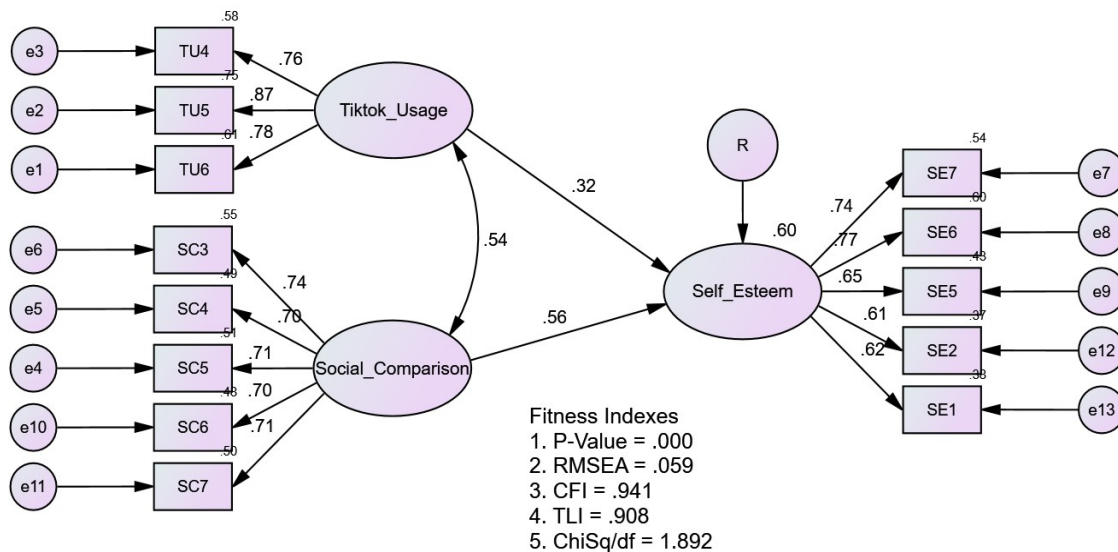 .58
e3
TU4
.76
.75
e2
TU5
.87
Tiktok_Usage
.78
.61
e1
TU6
R
.54
SE7
e7
.32
.74
.60
.55
e6
SC3
.54
.60
.77
SE6
e8
.74
.49
.43
e5
SC4
.70
Self_Esteem
.65
SE5
e9
.51
.61
.37
e4
SC5
.71
Social_Comparison
.56
.62
SE2
e12
.48
.70
.38
e10
SC6
.71
SE1
e13
.50
e11
SC7
Fitness Indexes
1. P-Value = .000
2. RMSEA = .059
3. CFI = .941
4. TLI = .908
5. ChiSq/df = 1.892